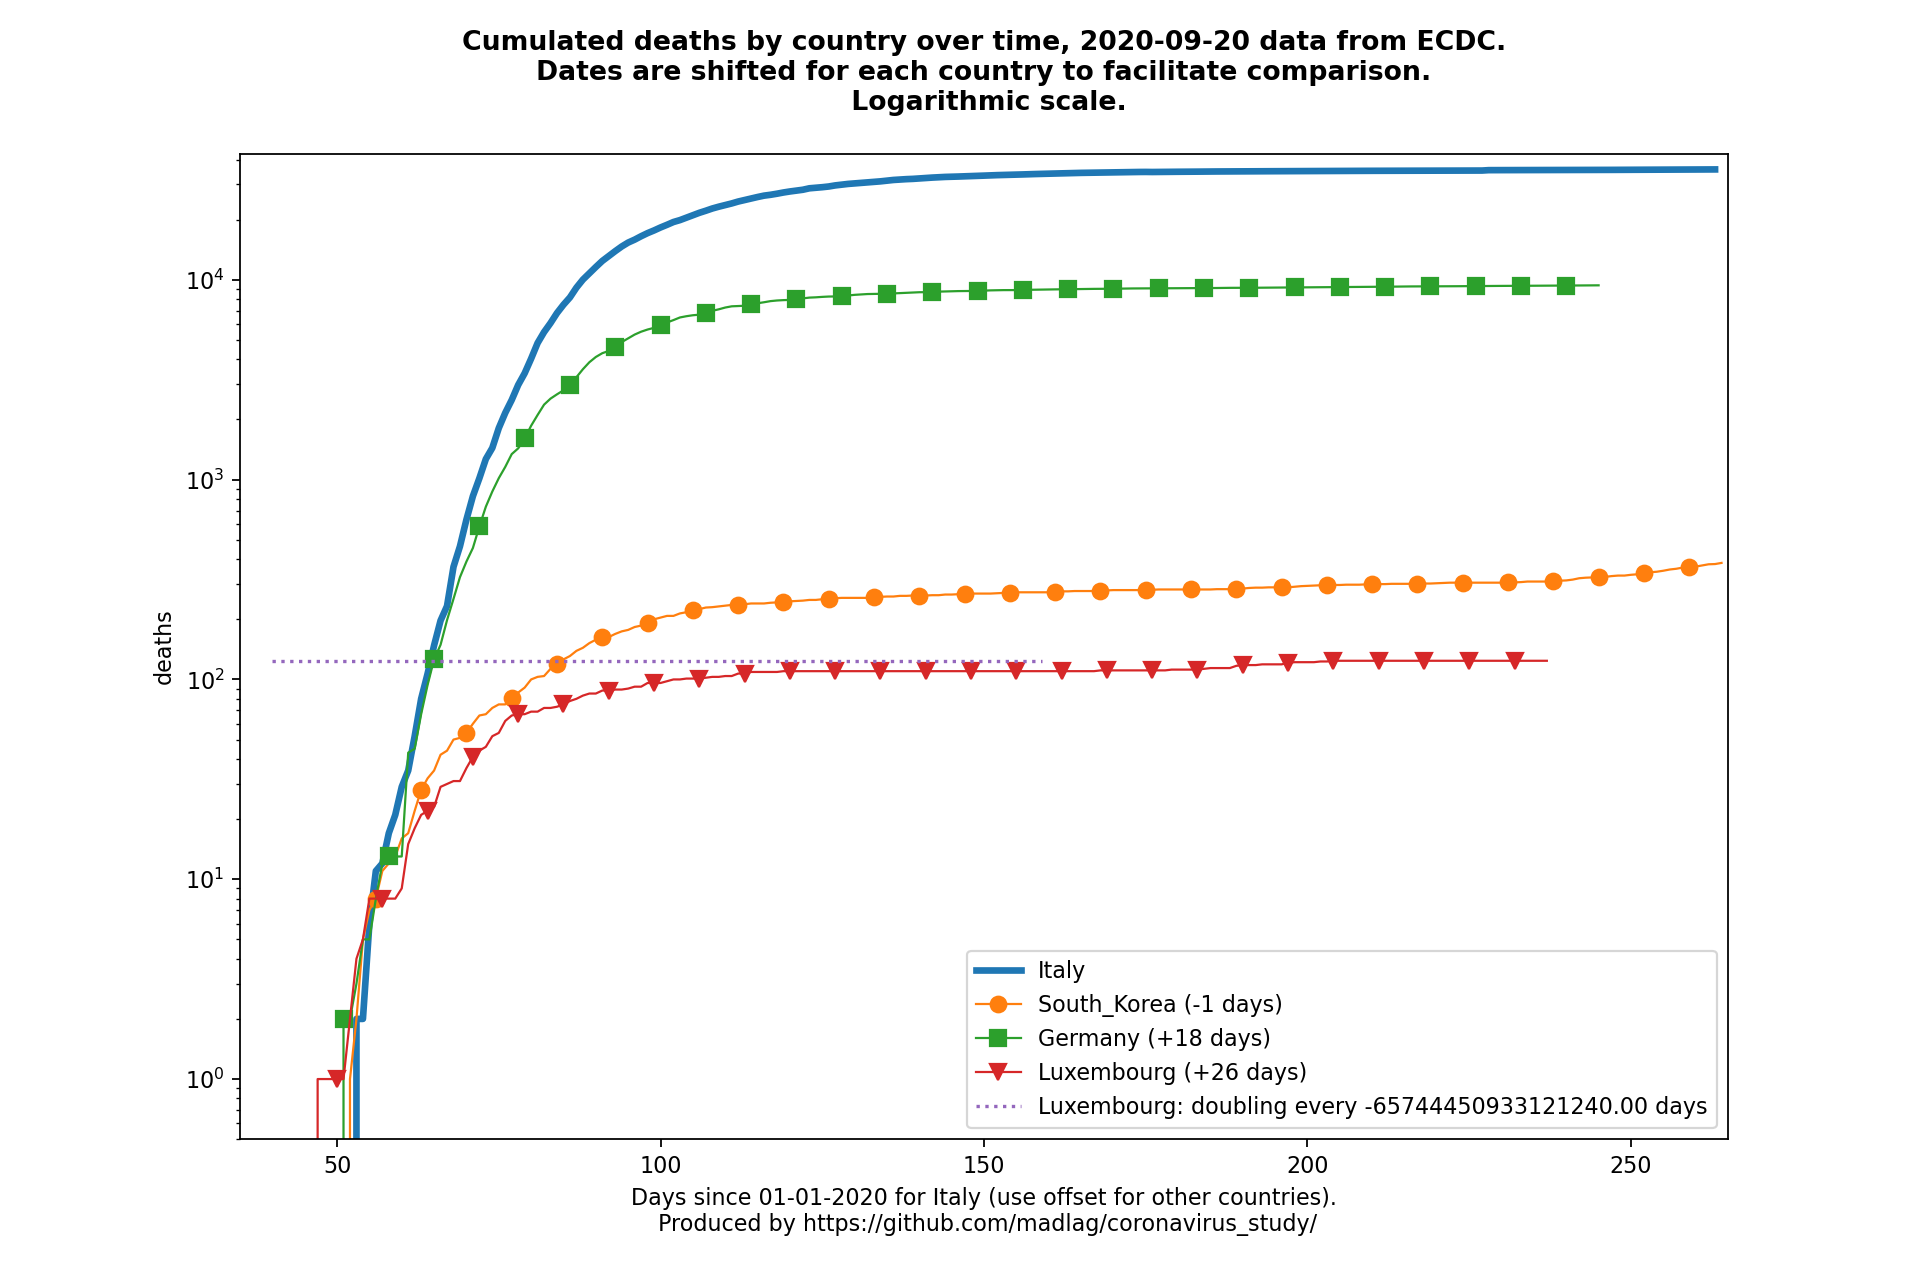 Cumulated deaths by country over time, 2020-09-20 data from ECDC.
Dates are shifted for each country to facilitate comparison.
Logarithmic scale.
10^4
10^3
10^2
10^1
10^0
deaths
Italy
South_Korea (-1 days)
Germany (+18 days)
Luxembourg (+26 days)
Luxembourg: doubling every -65744450933121240.00 days
50 100 150 200 250
Days since 01-01-2020 for Italy (use offset for other countries).
Produced by https://github.com/madlag/coronavirus_study/